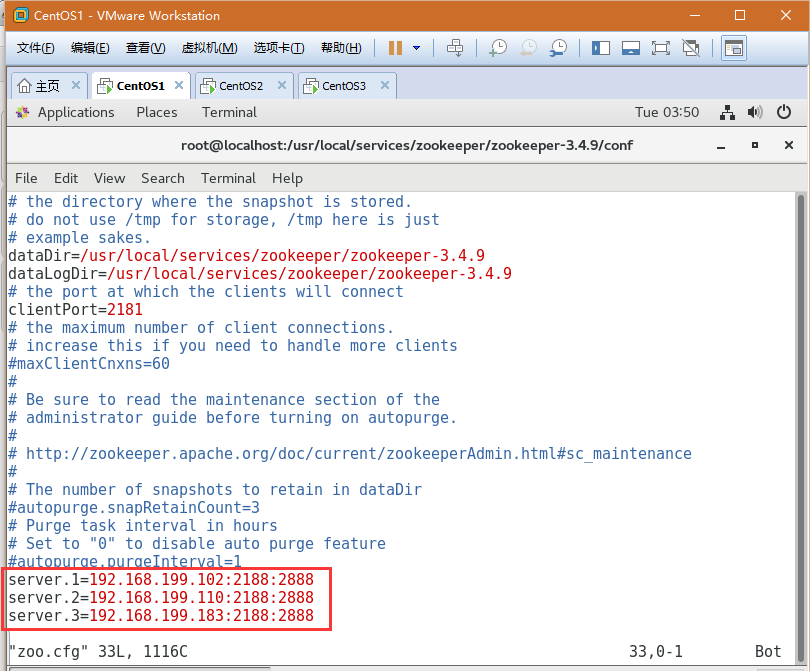 CentOS1 - VMware Workstation
文件(F) 编辑(E) 查看(V) 虚拟机(M) 选项卡(T) 帮助(H)
主页 × CentOS1 × CentOS2 × CentOS3 ×
Applications Places Terminal Tue 03:50
root@localhost:/usr/local/services/zookeeper/zookeeper-3.4.9/conf
File Edit View Search Terminal Help
# the directory where the snapshot is stored.
# do not use /tmp for storage, /tmp here is just
# example sakes.
dataDir=/usr/local/services/zookeeper/zookeeper-3.4.9
dataLogDir=/usr/local/services/zookeeper/zookeeper-3.4.9
# the port at which the clients will connect
clientPort=2181
# the maximum number of client connections.
# increase this if you need to handle more clients
#maxClientCnxns=60
#
# Be sure to read the maintenance section of the
# administrator guide before turning on autopurge.
#
# http://zookeeper.apache.org/doc/current/zookeeperAdmin.html#sc_maintenance
#
# The number of snapshots to retain in dataDir
#autopurge.snapRetainCount=3
# Purge task interval in hours
# Set to "0" to disable auto purge feature
#autopurge.purgeInterval=1
server.1=192.168.199.102:2188:2888
server.2=192.168.199.110:2188:2888
server.3=192.168.199.183:2188:2888
"zoo.cfg" 33L, 1116C 33,0-1 Bot